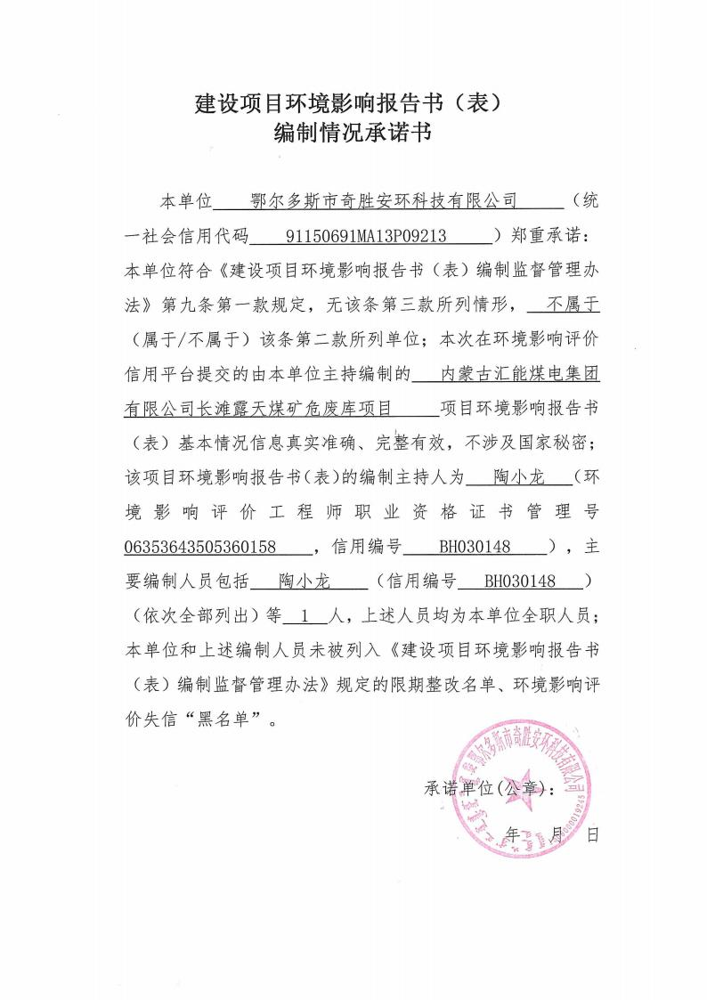 建设项目环境影响报告书（表）
编制情况承诺书
本单位 鄂尔多斯市奇胜安环科技有限公司 （统
一社会信用代码 91150691MA13P09213 ）郑重承诺：
本单位符合《建设项目环境影响报告书（表）编制监督管理办
法》第九条第一款规定，无该条第三款所列情形， 不属于
（属于/不属于）该条第二款所列单位；本次在环境影响评价
信用平台提交的由本单位主持编制的 内蒙古汇能煤电集团
有限公司长滩露天煤矿危废库项目 项目环境影响报告书
（表）基本情况信息真实准确、完整有效，不涉及国家秘密；
该项目环境影响报告书（表）的编制主持人为 陶小龙 （环
境影响评价工程师职业资格证书管理号
06353643505360158 ，信用编号 BH030148 ），主
要编制人员包括 陶小龙 （信用编号 BH030148 ）
（依次全部列出）等 1 人，上述人员均为本单位全职人员；
本单位和上述编制人员未被列入《建设项目环境影响报告书
（表）编制监督管理办法》规定的限期整改名单、环境影响评
价失信“黑名单”。
鄂尔多斯市奇胜安环科技有限公司
承诺单位(公章)：
年 月 日